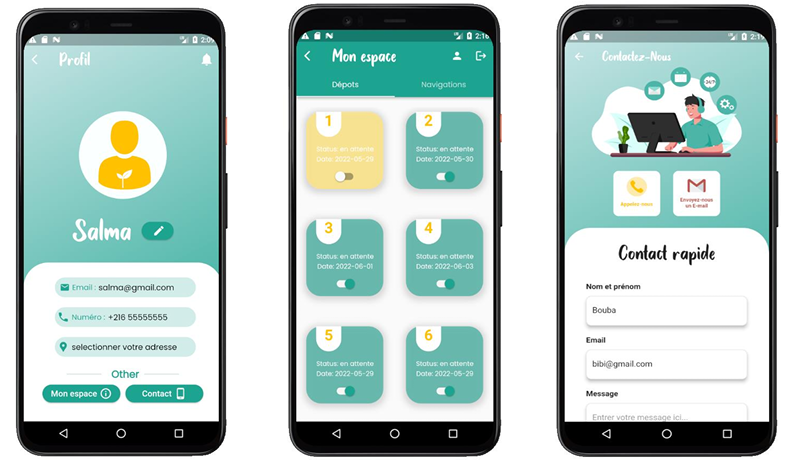 2:09
Profil
Salma
Email : salma@gmail.com
Numéro : +216 55555555
selectionner votre adresse
Other
Mon espace
Contact
2:16
Mon espace
Dépots
Navigations
1
Status: en attente
Date: 2022-05-29
2
Status: en attente
Date: 2022-05-30
3
Status: en attente
Date: 2022-06-01
4
Status: en attente
Date: 2022-06-03
5
Status: en attente
Date: 2022-05-29
6
Status: en attente
Date: 2022-05-29
2:19
Contactez-Nous
24/7
Appelez-nous
Envoyez-nous
un E-mail
Contact rapide
Nom et prénom
Bouba
Email
bibi@gmail.com
Message
Entrer votre message ici...